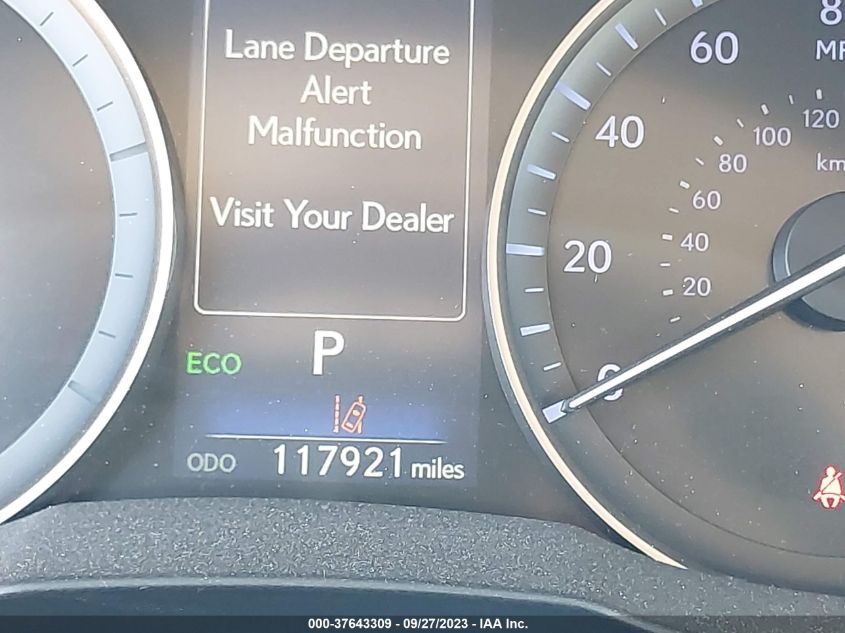 Lane Departure
Alert
Malfunction
Visit Your Dealer
P
ECO
ODO 117921 miles
60
40
20
0
120
100
80
60
40
20
000-37643309 - 09/27/2023 - IAA Inc.